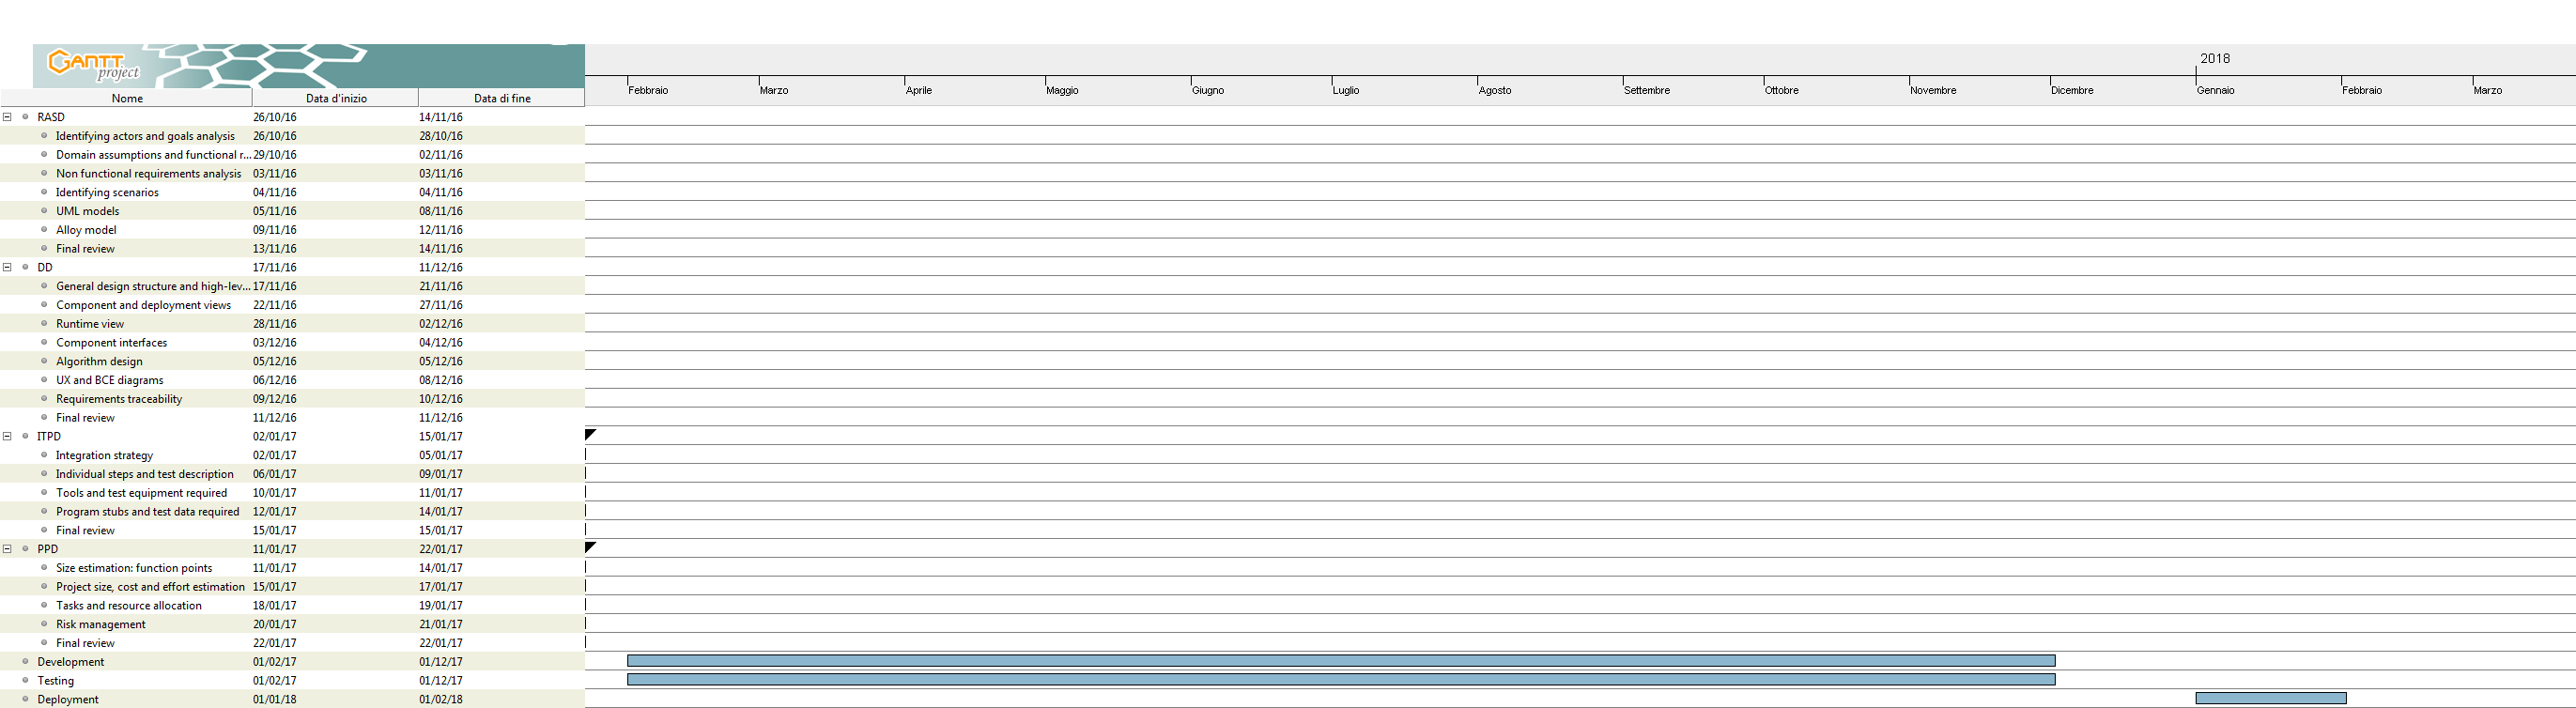 GANTT
project
2018
Febbraio Marzo Aprile Maggio Giugno Luglio Agosto Settembre Ottobre Novembre Dicembre Gennaio Febbraio Marzo
Nome Data d'inizio Data di fine
RASD 26/10/16 14/11/16
Identifying actors and goals analysis 26/10/16 28/10/16
Domain assumptions and functional r... 29/10/16 02/11/16
Non functional requirements analysis 03/11/16 03/11/16
Identifying scenarios 04/11/16 04/11/16
UML models 05/11/16 08/11/16
Alloy model 09/11/16 12/11/16
Final review 13/11/16 14/11/16
DD 17/11/16 11/12/16
General design structure and high-lev... 17/11/16 21/11/16
Component and deployment views 22/11/16 27/11/16
Runtime view 28/11/16 02/12/16
Component interfaces 03/12/16 04/12/16
Algorithm design 05/12/16 05/12/16
UX and BCE diagrams 06/12/16 08/12/16
Requirements traceability 09/12/16 10/12/16
Final review 11/12/16 11/12/16
ITPD 02/01/17 15/01/17
Integration strategy 02/01/17 05/01/17
Individual steps and test description 06/01/17 09/01/17
Tools and test equipment required 10/01/17 11/01/17
Program stubs and test data required 12/01/17 14/01/17
Final review 15/01/17 15/01/17
PPD 11/01/17 22/01/17
Size estimation: function points 11/01/17 14/01/17
Project size, cost and effort estimation 15/01/17 17/01/17
Tasks and resource allocation 18/01/17 19/01/17
Risk management 20/01/17 21/01/17
Final review 22/01/17 22/01/17
Development 01/02/17 01/12/17
Testing 01/02/17 01/12/17
Deployment 01/01/18 01/02/18